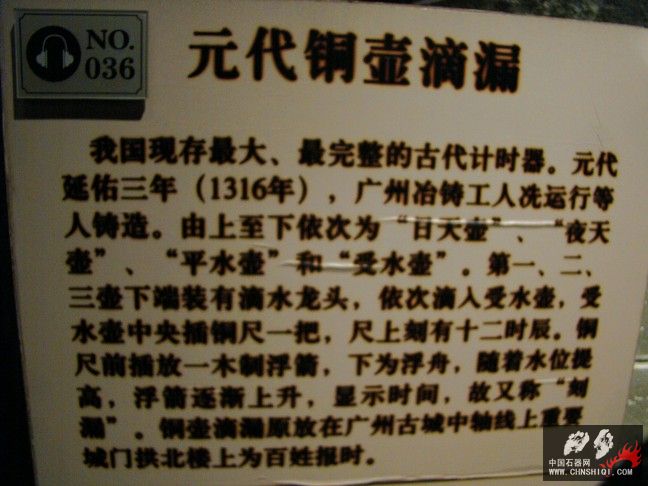 NO.
036
元代铜壶滴漏
我国现存最大、最完整的古代计时器。元代
延佑三年（1316年），广州冶铸工人冼运行等
人铸造。由上至下依次为“日天壶”、“夜天
壶”、“平水壶”和“受水壶”。第一、二、
三壶下端装有滴水龙头，依次滴入受水壶，受
水壶中央插铜尺一把，尺上刻有十二时辰。铜
尺前播放一木制浮箭，下为浮舟，随着水位提
高，浮箭逐渐上升，显示时间，故又称“刻
漏”。铜壶滴漏原放在广州古城中轴线上重要
城门拱北楼上为百姓报时。
中国石器网
WWW.CHNSHIQI.COM